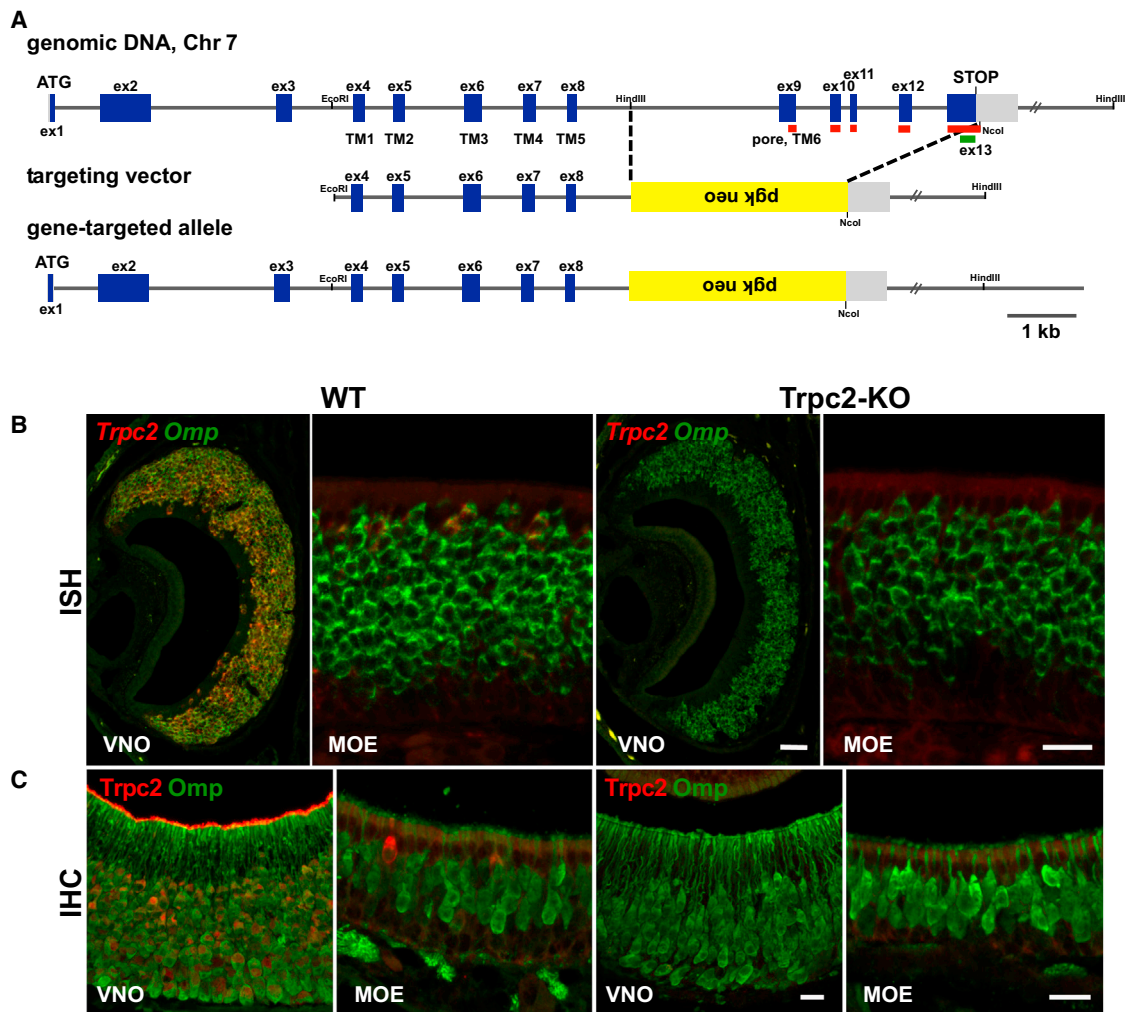 A
genomic DNA, Chr 7
ATG
ex2
ex3
EcoRI
ex4
ex5
ex6
ex7
ex8
HindIII
ex9
ex10
ex11
ex12
STOP
HindIII
ex1
TM1
TM2
TM3
TM4
TM5
pore, TM6
NcoI
ex13
targeting vector
EcoRI
ex4
ex5
ex6
ex7
ex8
pgk neo
NcoI
HindIII
gene-targeted allele
ATG
ex2
ex3
EcoRI
ex4
ex5
ex6
ex7
ex8
pgk neo
NcoI
HindIII
ex1
1 kb
WT
Trpc2-KO
B
ISH
Trpc2 Omp
VNO
MOE
Trpc2 Omp
VNO
MOE
C
IHC
Trpc2 Omp
VNO
MOE
Trpc2 Omp
VNO
MOE